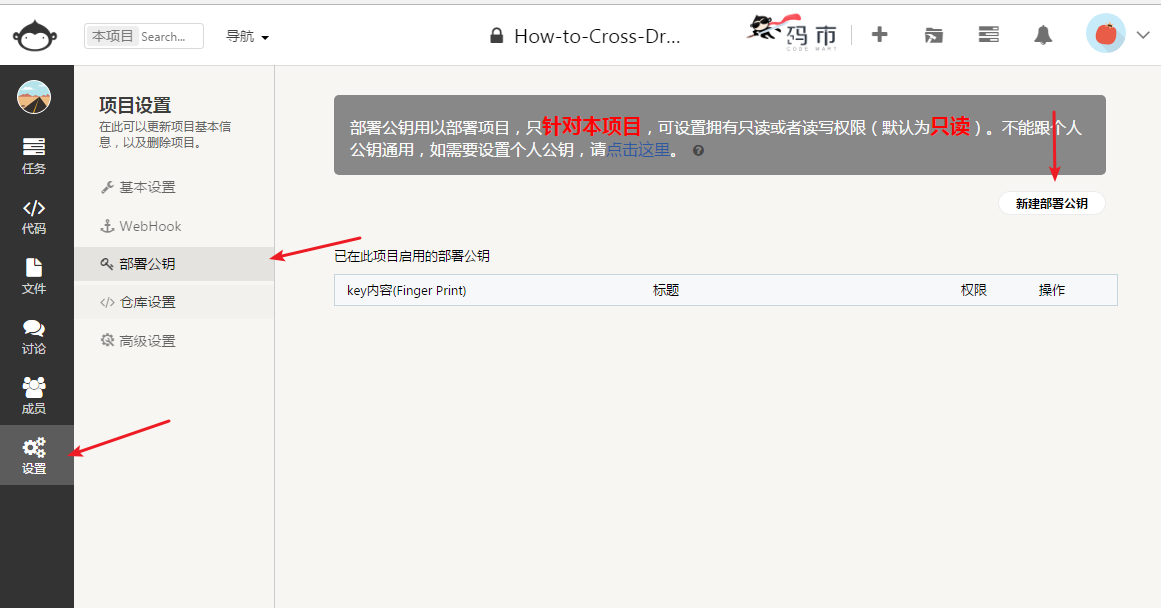 本项目 Search... 导航 How-to-Cross-Dr... 码市
CODE MART
项目设置
在此可以更新项目基本信
息，以及删除项目。
基本设置
WebHook
部署公钥
仓库设置
高级设置
任务
代码
文件
讨论
成员
设置
部署公钥用以部署项目，只针对本项目，可设置拥有只读或者读写权限（默认为只读）。不能跟个人
公钥通用，如需要设置个人公钥，请点击这里。
新建部署公钥
已在此项目启用的部署公钥
key内容(Finger Print) 标题 权限 操作